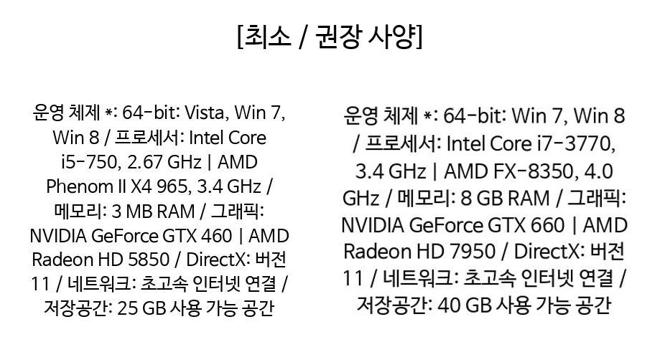 [최소 / 권장 사양]
운영 체제 *: 64-bit: Vista, Win 7,
Win 8 / 프로세서: Intel Core
i5-750, 2.67 GHz | AMD
Phenom II X4 965, 3.4 GHz /
메모리: 3 MB RAM / 그래픽:
NVIDIA GeForce GTX 460 | AMD
Radeon HD 5850 / DirectX: 버전
11 / 네트워크: 초고속 인터넷 연결 /
저장공간: 25 GB 사용 가능 공간
운영 체제 *: 64-bit: Win 7, Win 8
/ 프로세서: Intel Core i7-3770,
3.4 GHz | AMD FX-8350, 4.0
GHz / 메모리: 8 GB RAM / 그래픽:
NVIDIA GeForce GTX 660 | AMD
Radeon HD 7950 / DirectX: 버전
11 / 네트워크: 초고속 인터넷 연결 /
저장공간: 40 GB 사용 가능 공간